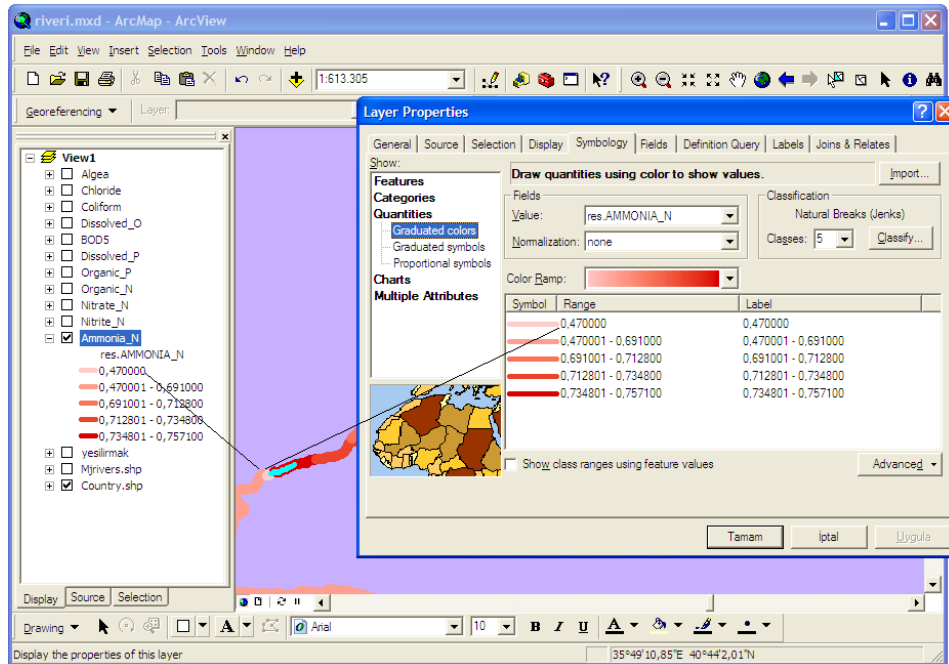 riveri.mxd - ArcMap - ArcView
File Edit View Insert Selection Tools Window Help
1:613.305
Georeferencing Layer:
View1
Algea
Chloride
Coliform
Dissolved_O
BOD5
Dissolved_P
Organic_P
Organic_N
Nitrate_N
Nitrite_N
Ammonia_N
res.AMMONIA_N
0,470000
0,470001 - 0,691000
0,691001 - 0,712800
0,712801 - 0,734800
0,734801 - 0,757100
yesilirmak
Mjrivers.shp
Country.shp
Display Source Selection
Layer Properties
General Source Selection Display Symbology Fields Definition Query Labels Joins & Relates
Show:
Features
Categories
Quantities
Graduated colors
Graduated symbols
Proportional symbols
Charts
Multiple Attributes
Draw quantities using color to show values.
Import...
Fields
Value: res.AMMONIA_N
Normalization: none
Classification
Natural Breaks (Jenks)
Classes: 5 Classify...
Color Ramp:
Symbol Range Label
0,470000 0,470000
0,470001 - 0,691000 0,470001 - 0,691000
0,691001 - 0,712800 0,691001 - 0,712800
0,712801 - 0,734800 0,712801 - 0,734800
0,734801 - 0,757100 0,734801 - 0,757100
Show class ranges using feature values
Advanced
Tamam İptal Uygula
Drawing A Arial 10 B I U A
Display the properties of this layer
35°49'10,85"E 40°44'2,01"N